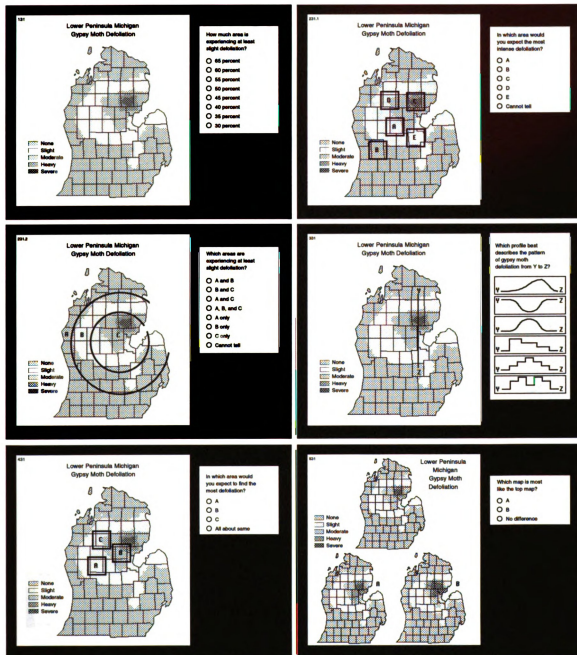 131
Lower Peninsula Michigan
Gypsy Moth Defoliation
How much area is
experiencing at least
slight defoliation?
65 percent
60 percent
55 percent
50 percent
45 percent
40 percent
35 percent
30 percent
None
Slight
Moderate
Heavy
Severe
231.1
Lower Peninsula Michigan
Gypsy Moth Defoliation
In which area would
you expect the most
intense defoliation?
A
B
C
D
E
Cannot tell
None
Slight
Moderate
Heavy
Severe
E
Lower Peninsula Michigan
Gypsy Moth Defoliation
Which areas are
experiencing at least
slight defoliation?
A and B
B and C
A and C
A, B, and C
A only
B only
C only
Cannot tell
A
B
C
None
Slight
Moderate
Heavy
Severe
Lower Peninsula Michigan
Gypsy Moth Defoliation
Which profile best
describes the pattern
of gypsy moth
defoliation from Y to Z?
Y Z
Y Z
Y Z
Y Z
Y Z
Y Z
None
Slight
Moderate
Heavy
Severe
Lower Peninsula Michigan
Gypsy Moth Defoliation
In which area would
you expect to find the
most defoliation?
A
B
C
All about same
C
None
Slight
Moderate
Heavy
Severe
Lower Peninsula
Michigan
Gypsy Moth
Defoliation
Which map is most
like the top map?
A
B
No difference
None
Slight
Moderate
Heavy
Severe
A
B